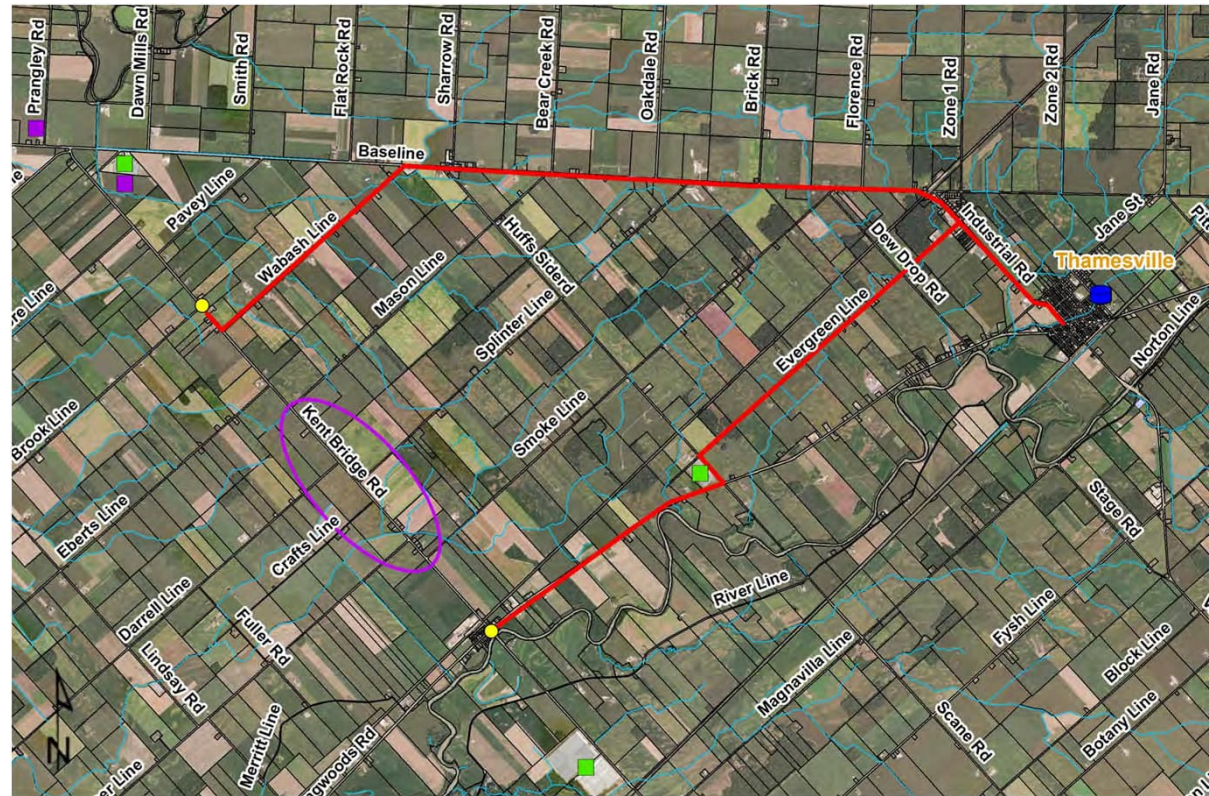 Prangley Rd
Dawn Mills Rd
Smith Rd
Flat Rock Rd
Sharrow Rd
Bear Creek Rd
Oakdale Rd
Brick Rd
Florence Rd
Zone 1 Rd
Zone 2 Rd
Jane Rd
Baseline
Pavey Line
Wabash Line
Huffs Siderd
Mason Line
Splinter Line
Dew Drop Rd
Industrial Rd
Jane St
Thamesville
Evergreen Line
Norton Line
Kent Bridge Rd
Smoke Line
Brook Line
Eberts Line
Crafts Line
Stage Rd
Darrell Line
Fuller Rd
River Line
Fysh Line
Lindsay Rd
Magnavilla Line
Block Line
Merritt Line
Scane Rd
Botany Line
N